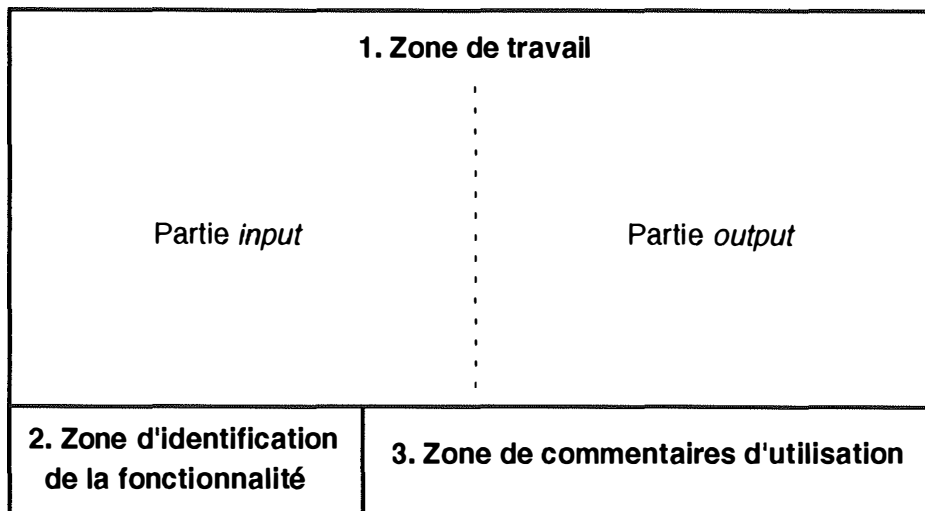 1. Zone de travail
Partie input
Partie output
2. Zone d'identification
de la fonctionnalité
3. Zone de commentaires d'utilisation